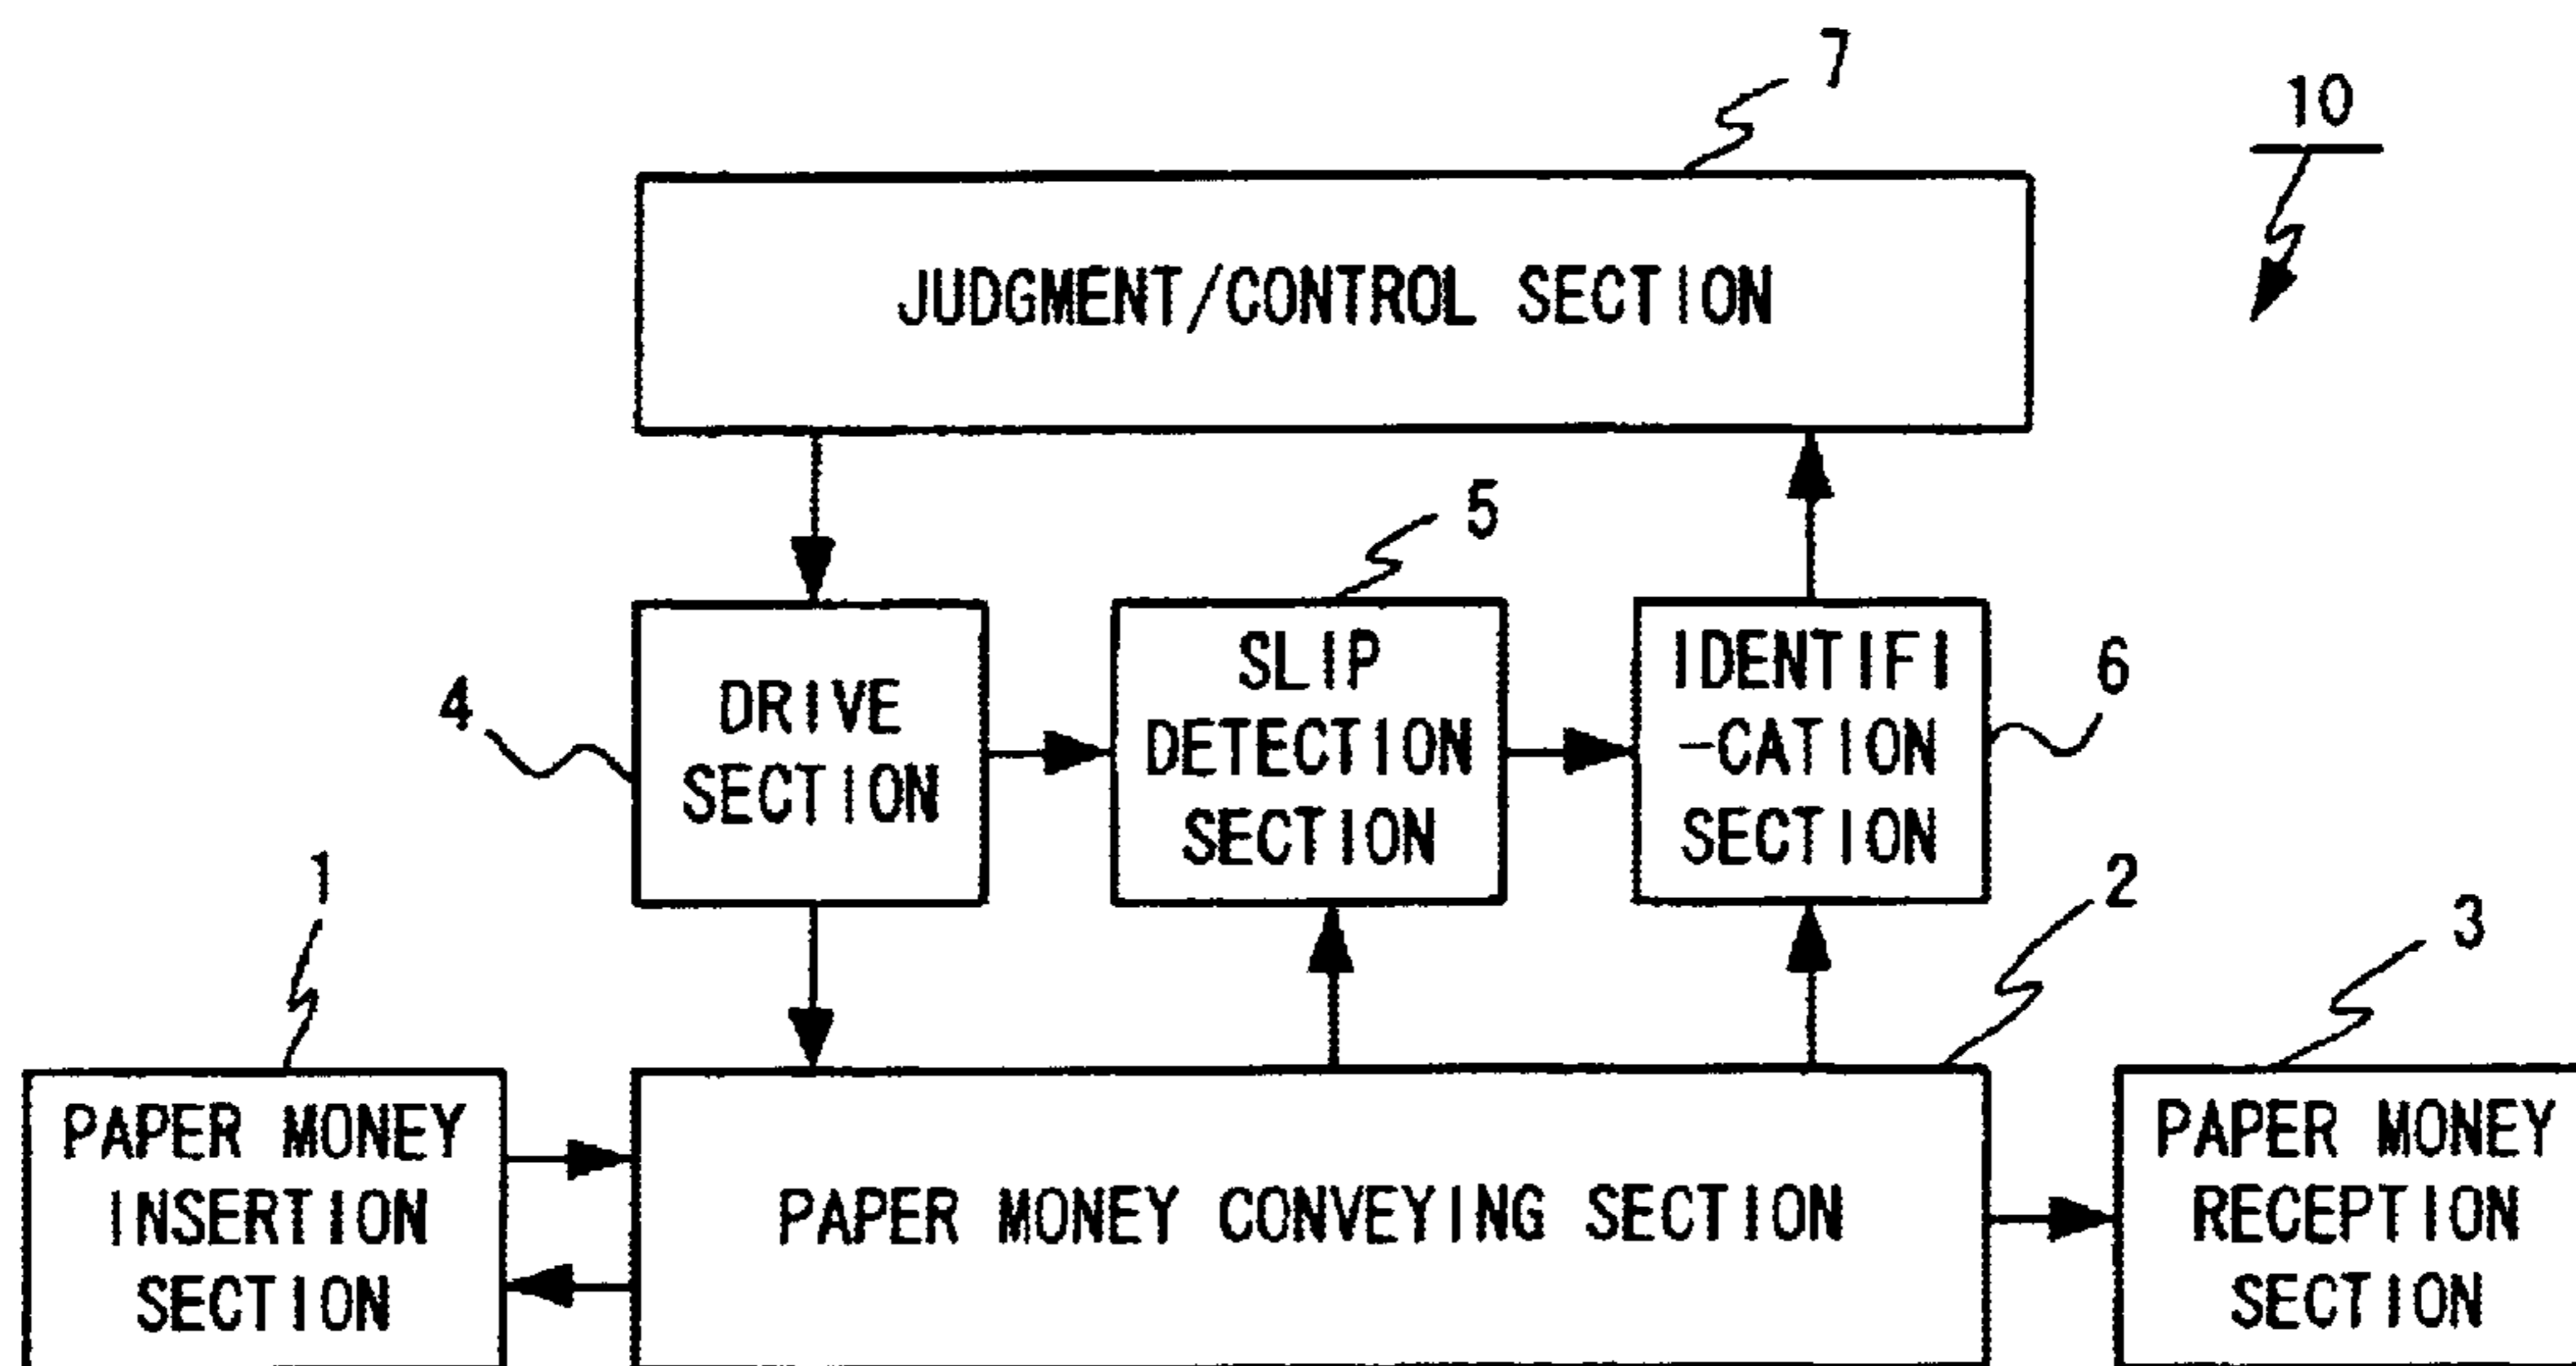 7
10
JUDGMENT/CONTROL SECTION
5
4
DRIVE
SECTION
SLIP
DETECTION
SECTION
IDENTIFI
-CATION
SECTION
6
1
2
3
PAPER MONEY
INSERTION
SECTION
PAPER MONEY CONVEYING SECTION
PAPER MONEY
RECEPTION
SECTION